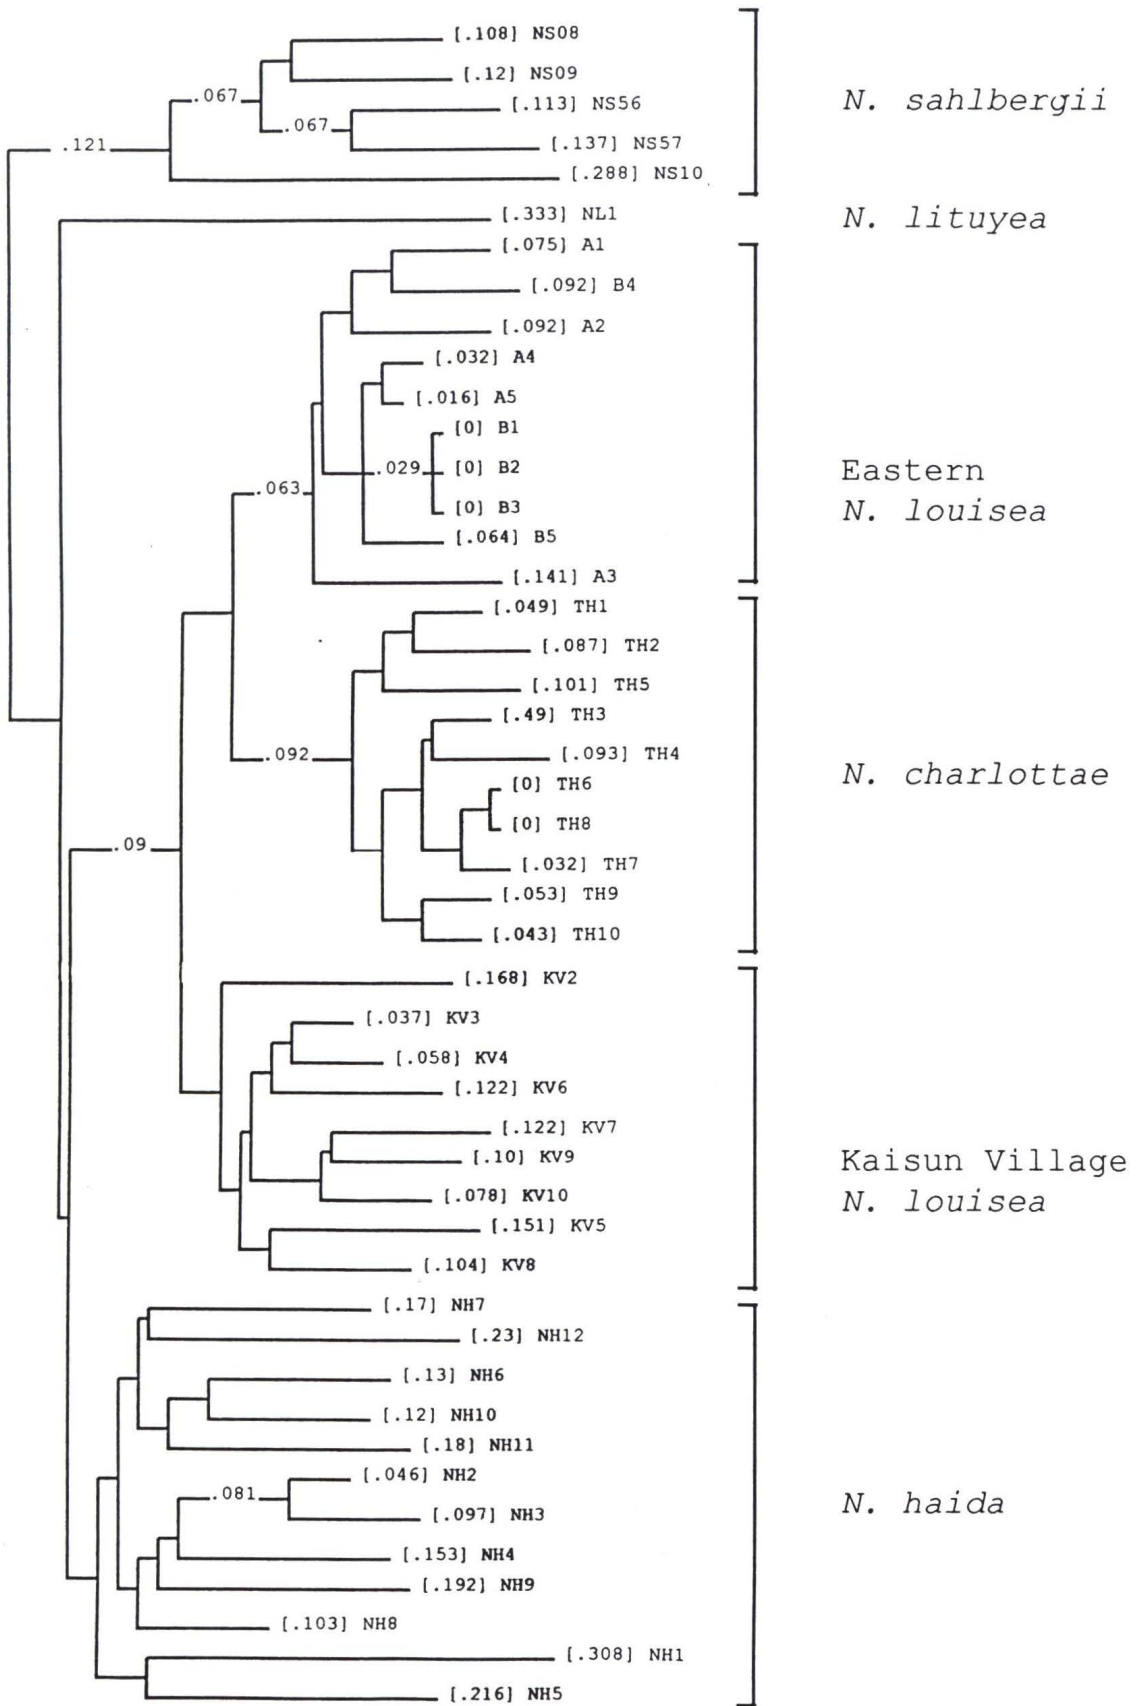 [.108] NS08
[.12] NS09
.067
[.113] NS56
.067
[.137] NS57
.121
[.288] NS10
N. sahlbergii
[.333] NL1
N. lituyea
[.075] A1
[.092] B4
[.092] A2
[.032] A4
[.016] A5
[0] B1
.029
[0] B2
[0] B3
.063
[.064] B5
[.141] A3
Eastern
N. louisea
[.049] TH1
[.087] TH2
[.101] TH5
[.49] TH3
.092
[.093] TH4
[0] TH6
[0] TH8
.09
[.032] TH7
[.053] TH9
[.043] TH10
N. charlottae
[.168] KV2
[.037] KV3
[.058] KV4
[.122] KV6
[.122] KV7
[.10] KV9
[.078] KV10
[.151] KV5
[.104] KV8
Kaisun Village
N. louisea
[.17] NH7
[.23] NH12
[.13] NH6
[.12] NH10
[.18] NH11
[.046] NH2
.081
[.097] NH3
[.153] NH4
[.192] NH9
[.103] NH8
[.308] NH1
[.216] NH5
N. haida